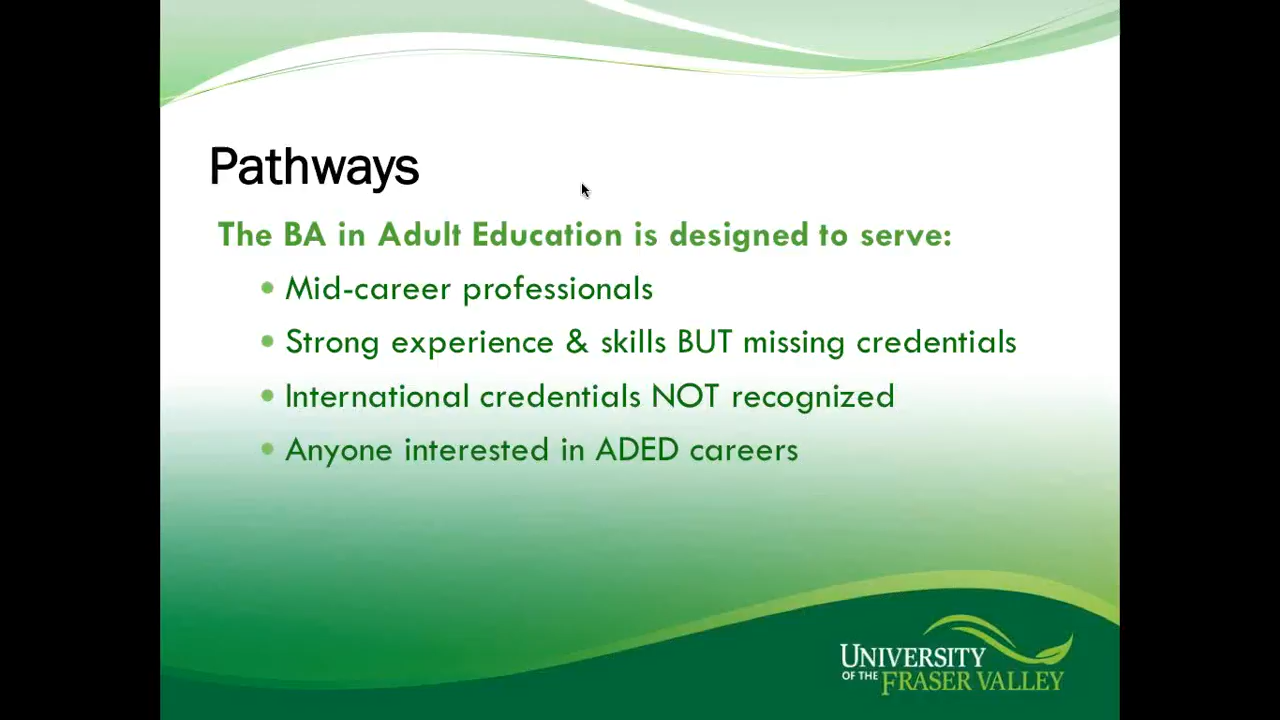 Pathways
The BA in Adult Education is designed to serve:
• Mid-career professionals
• Strong experience & skills BUT missing credentials
• International credentials NOT recognized
• Anyone interested in ADED careers
UNIVERSITY
OF THE FRASER VALLEY